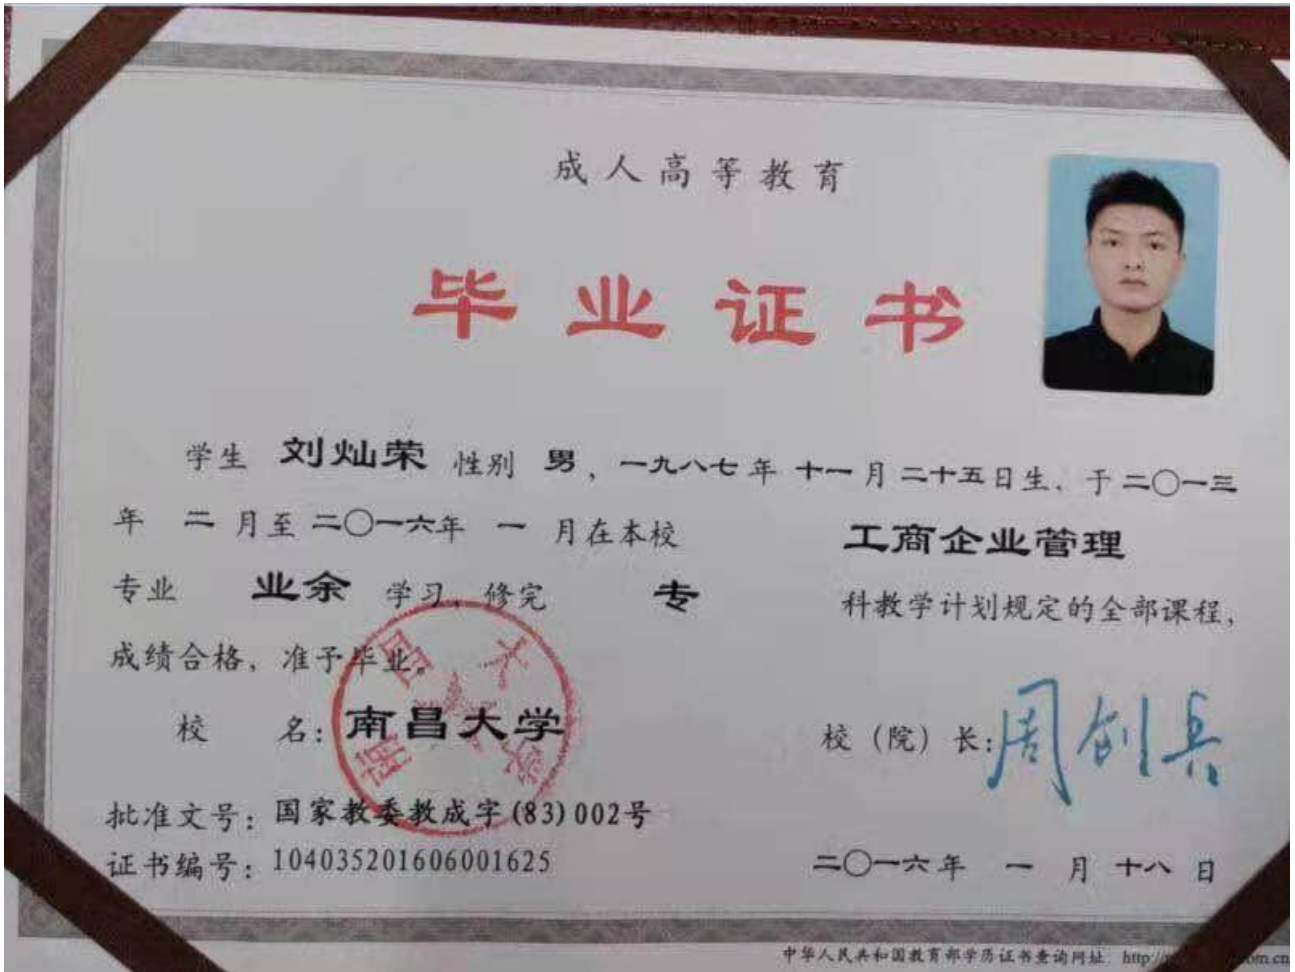 成人高等教育
毕业证书
学生 刘灿荣 性别 男，一九八七年 十一月二十五日生，于二〇一三
年 二月至二〇一六年 一月在本校 工商企业管理
专业 业余 学习，修完 专 科教学计划规定的全部课程，
成绩合格，准予毕业。
校 名：南昌大学 校（院）长：周创兵
南昌大学
批准文号：国家教委教成字(83)002号
证书编号：104035201606001625 二〇一六年 一月十八日
中华人民共和国教育部学历证书查询网址：http://